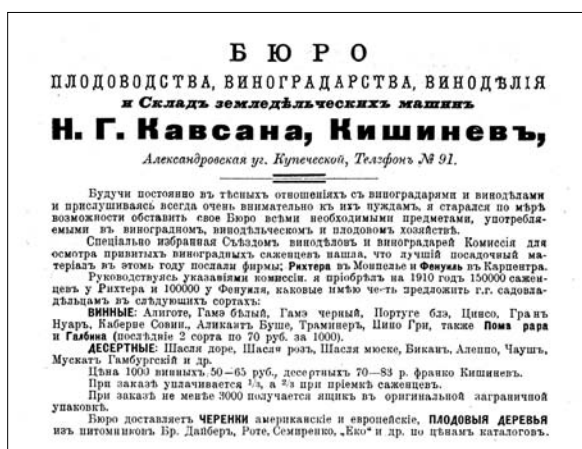 БЮРО
ПЛОДОВОДСТВА, ВИНОГРАДАРСТВА, ВИНОДѢЛІЯ
и Складъ земледѣльческихъ машинъ
Н. Г. Кавсана, Кишиневъ,
Александровская уг. Купеческой, Телефонъ № 91.
Будучи постоянно въ тѣсныхъ отношеніяхъ съ виноградарями и винодѣлами
и прислушиваясь всегда очень внимательно къ ихъ нуждамъ, я старался по мѣрѣ
возможности обставить свое Бюро всѣми необходимыми предметами, употребля-
емыми въ виноградномъ, винодѣльческомъ и плодовомъ хозяйствѣ.
Спеціально избранная Съѣздомъ винодѣловъ и виноградарей Комиссія для
осмотра привитыхъ виноградныхъ саженцевъ нашла, что лучшій посадочный ма-
теріалъ въ этомъ году послали фирмы: Рихтера въ Монпелье и Фенуилъ въ Карпентра.
Руководствуясь указаніями комиссіи. я пріобрѣлъ на 1910 годъ 150000 сажен-
цевъ у Рихтера и 100000 у Фенуиля, каковые имѣю честь предложить г.г. садовла-
дѣльцамъ въ слѣдующихъ сортахъ:
ВИННЫЕ: Алиготе, Гамэ бѣлый, Гамэ черный, Португе блэ, Цинсо, Гранъ
Нуаръ, Каберне Совин., Аликантъ Буше, Траминеръ, Пино Гри, также Пома рара
и Галбина (послѣдніе 2 сорта по 70 руб. за 1000).
ДЕСЕРТНЫЕ: Шасля доре, Шасля розъ, Шасля мюске, Биканъ, Алеппо, Чаушъ,
Мускатъ Гамбургскій и др.
Цѣна 1000 винныхъ 50—65 руб., десертныхъ 70—83 р. франко Кишиневъ.
При заказѣ уплачивается ¹/₃, а ²/₃ при пріемкѣ саженцевъ.
При заказѣ не менѣе 3000 получается ящикъ въ оригинальной заграничной
упаковкѣ.
Бюро доставляетъ ЧЕРЕНКИ американскіе и европейскіе, ПЛОДОВЫЯ ДЕРЕВЬЯ
изъ питомниковъ Бр. Дайберъ, Роте, Семиренко, „Еко“ и др. по цѣнамъ каталоговъ.